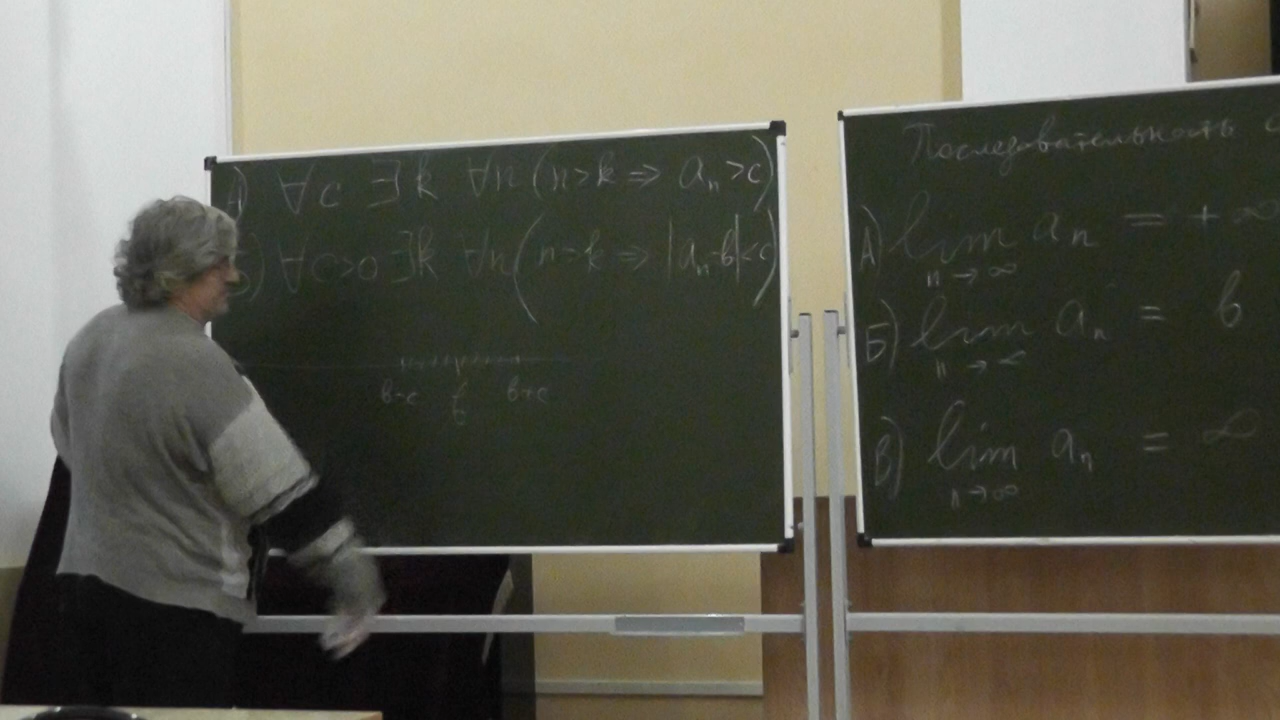 А) ∀c ∃k ∀n (n>k ⇒ aₙ>c)
Б) ∀c>0 ∃k ∀n (n>k ⇒ |aₙ-b|<c)
b-c b b+c
Последовательность
А) lim aₙ = +∞
n→∞
Б) lim aₙ = b
n→∞
В) lim aₙ = ∞
n→∞